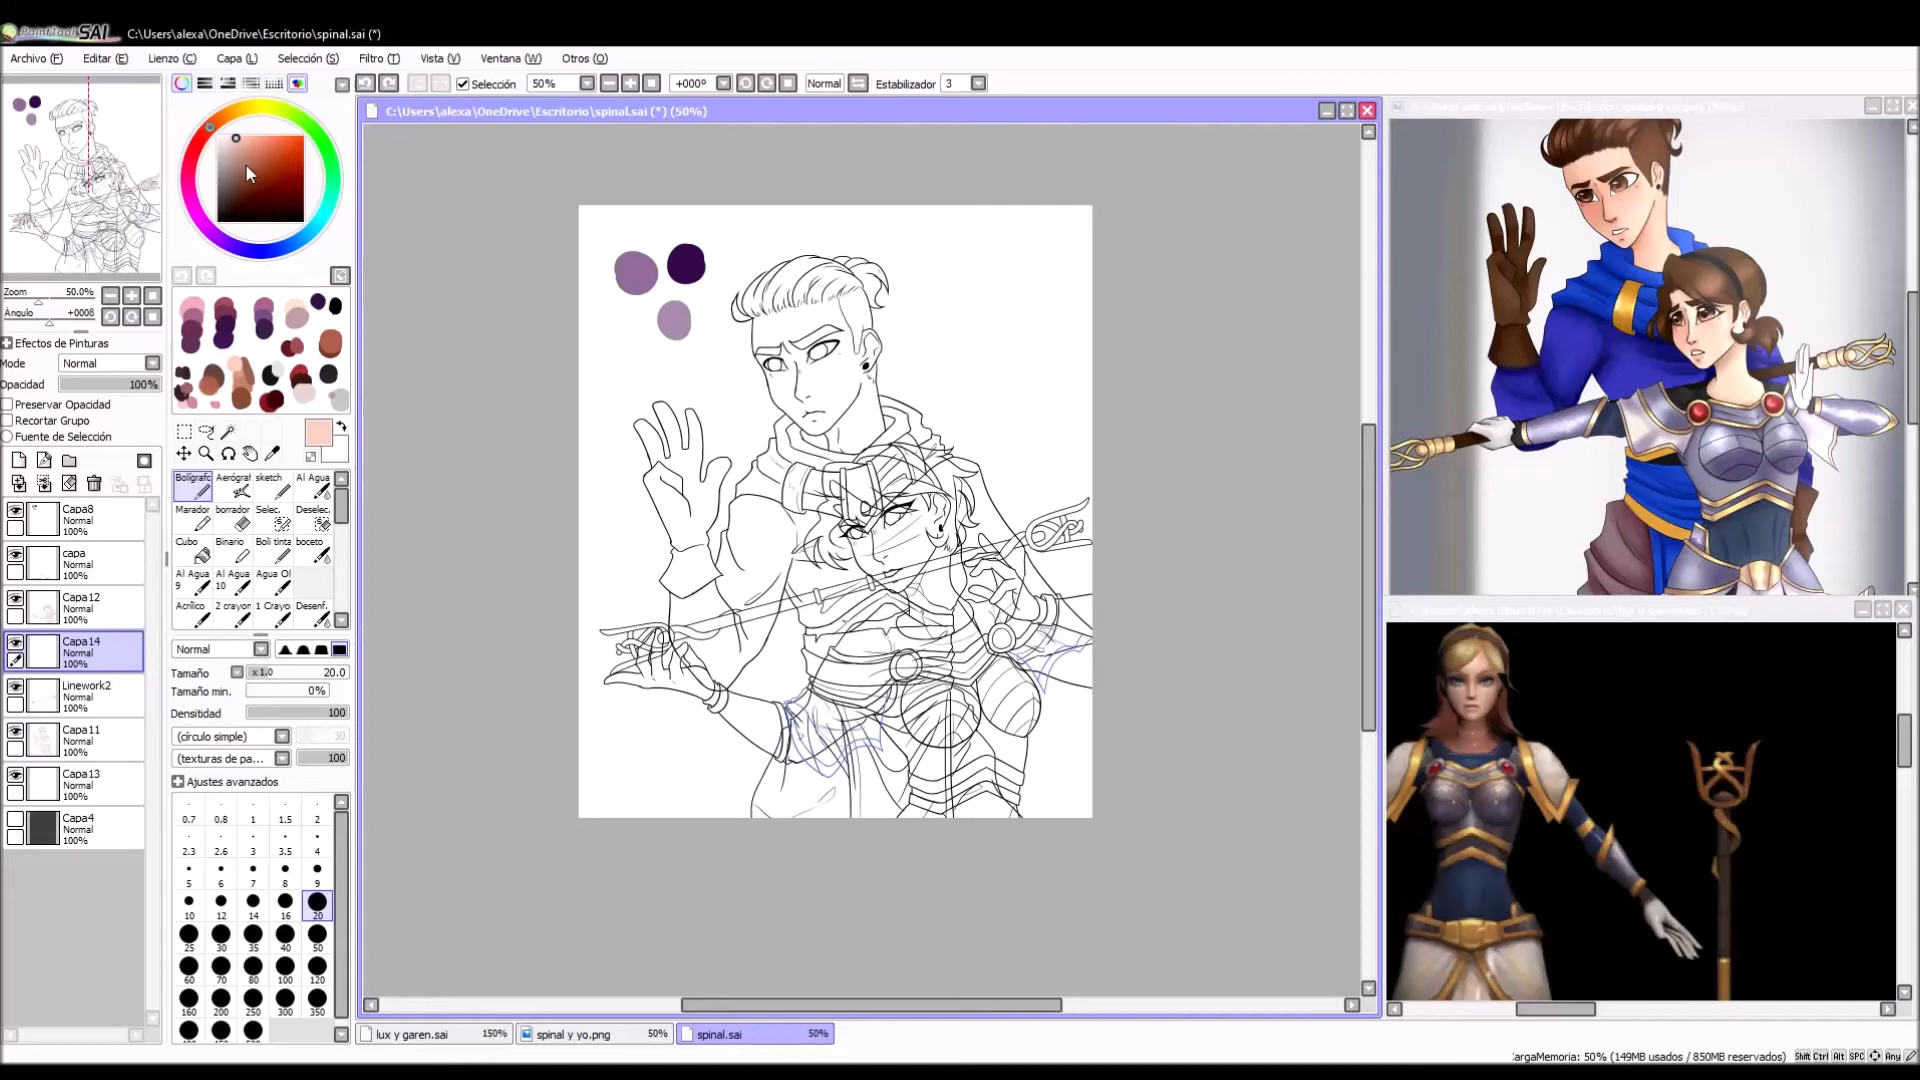 PaintTool SAI C:\Users\alexa\OneDrive\Escritorio\spinal.sai (*)
Archivo (F) Editar (E) Lienzo (C) Capa (L) Selección (S) Filtro (T) Vista (V) Ventana (W) Otros (O)
Selección 50% +000º Normal Estabilizador 3
C:\Users\alexa\OneDrive\Escritorio\spinal.sai (*) (50%)
Zoom 50.0%
Ángulo +000ß
Efectos de Pinturas
Mode Normal
Opacidad 100%
Preservar Opacidad
Recortar Grupo
Fuente de Selección
Capa8
Normal
100%
capa
Normal
100%
Capa12
Normal
100%
Capa14
Normal
100%
Linework2
Normal
100%
Capa11
Normal
100%
Capa13
Normal
100%
Capa4
Normal
100%
Bolígrafo Aerógraf sketch Al Agua
Marador borrador Selec. Deselec.
Cubo Binario Boli tinta boceto
Al Agua 9 Al Agua 10 Agua Ol
Acrílico 2 crayor 1 Crayo Desenf.
Normal
Tamaño x1.0 20.0
Tamaño min. 0%
Densitidad 100
(círculo simple) 30
(texturas de pa... 100
Ajustes avanzados
0.7 0.8 1 1.5 2
2.3 2.6 3 3.5 4
5 6 7 8 9
10 12 14 16 20
25 30 35 40 50
60 70 80 100 120
160 200 250 300 350
lux y garen.sai 150% spinal y yo.png 50% spinal.sai 50%
argaMemoria: 50% (149MB usados / 850MB reservados) Shift Ctrl Alt SPC Any